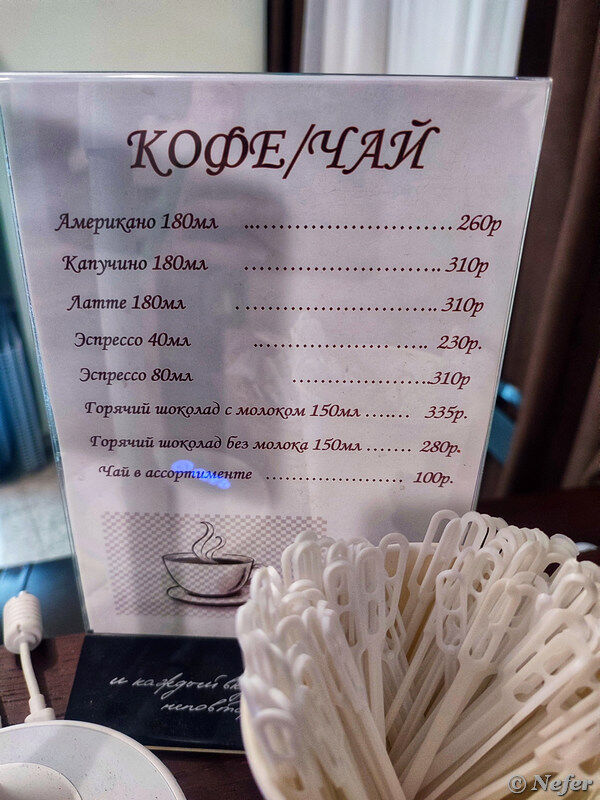 КОФЕ/ЧАЙ
Американо 180мл ................................ 260р
Капучино 180мл ................................ 310р
Латте 180мл ................................ 310р
Эспрессо 40мл ........................ ..... 230р.
Эспрессо 80мл ........................310р
Горячий шоколад с молоком 150мл ....... 335р.
Горячий шоколад без молока 150мл ....... 280р.
Чай в ассортименте ........................ 100р.
и каждый
© Nefer